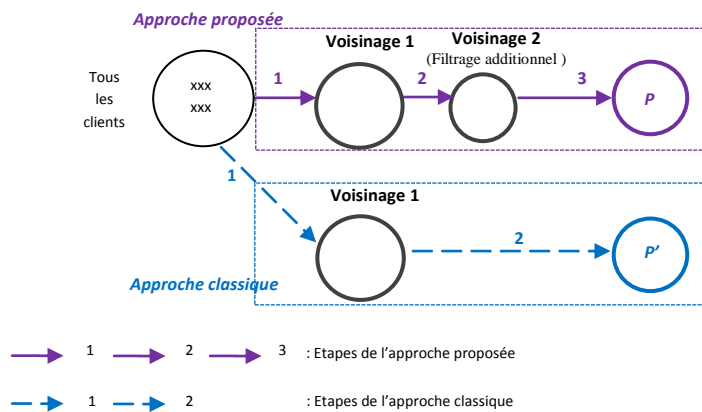 Approche proposée
Voisinage 1
Voisinage 2
(Filtrage additionnel )
Tous
les
clients
xxx
xxx
1
2
3
P
1
Voisinage 1
2
P'
Approche classique
1 2 3 : Etapes de l'approche proposée
1 2 : Etapes de l'approche classique